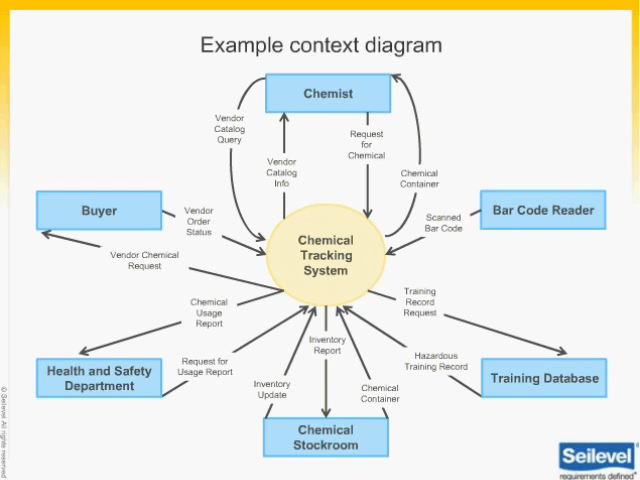 Example context diagram
Chemist
Vendor
Catalog
Query
Vendor
Catalog
Info
Request
for
Chemical
Chemical
Container
Buyer
Vendor
Order
Status
Scanned
Bar Code
Bar Code Reader
Chemical
Tracking
System
Vendor Chemical
Request
Chemical
Usage
Report
Training
Record
Request
Health and Safety
Department
Request for
Usage Report
Inventory
Report
Hazardous
Training Record
Training Database
Inventory
Update
Chemical
Container
Chemical
Stockroom
© Seilevel All rights reserved
Seilevel
requirements defined